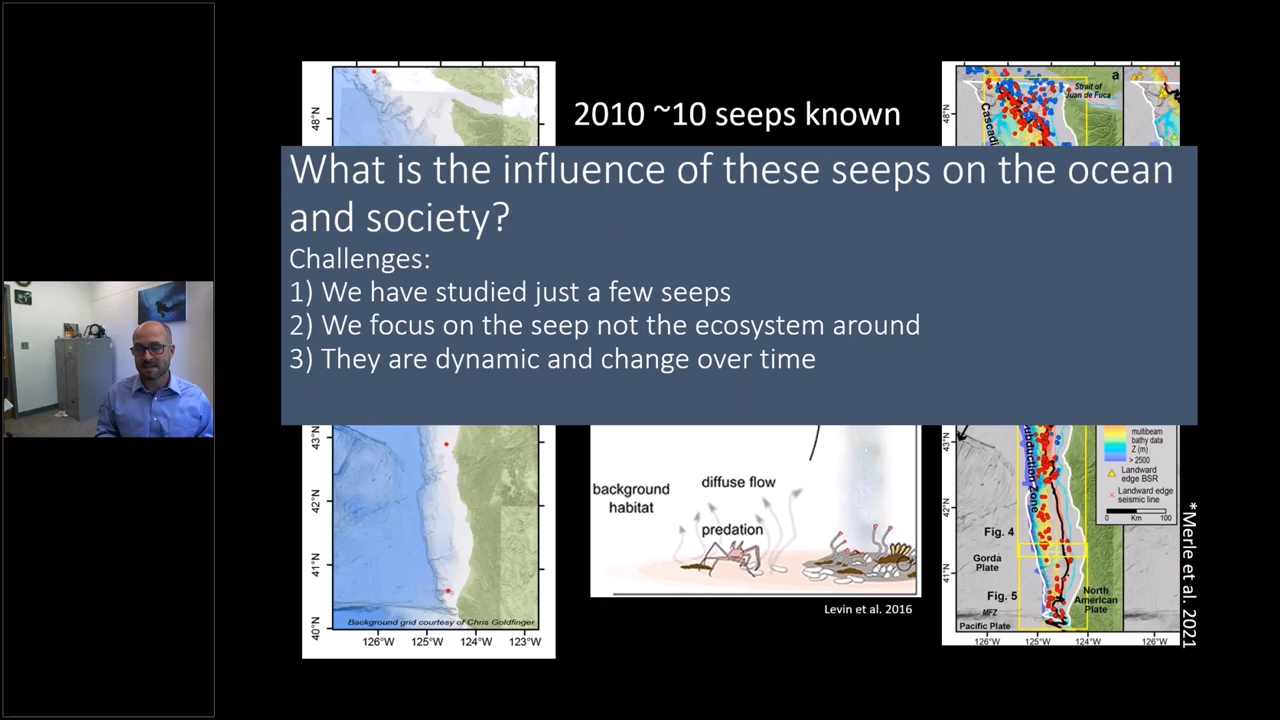 2010 ~10 seeps known
48°N
a
Strait of
Juan de Fuca
48°N
What is the influence of these seeps on the ocean
and society?
Challenges:
1) We have studied just a few seeps
2) We focus on the seep not the ecosystem around
3) They are dynamic and change over time
43°N
42°N
41°N
40°N
Background grid courtesy of Chris Goldfinger
126°W
125°W
124°W
123°W
background
habitat
diffuse flow
predation
Levin et al. 2016
43°N
42°N
41°N
multibeam
bathy data
Z (m)
> 2500
Landward
edge BSR
Landward edge
seismic line
Km
0
100
Fig. 4
Gorda
Plate
Fig. 5
MFZ
Pacific Plate
North
American
Plate
126°W
125°W
124°W
126°W
*Merle et al. 2021